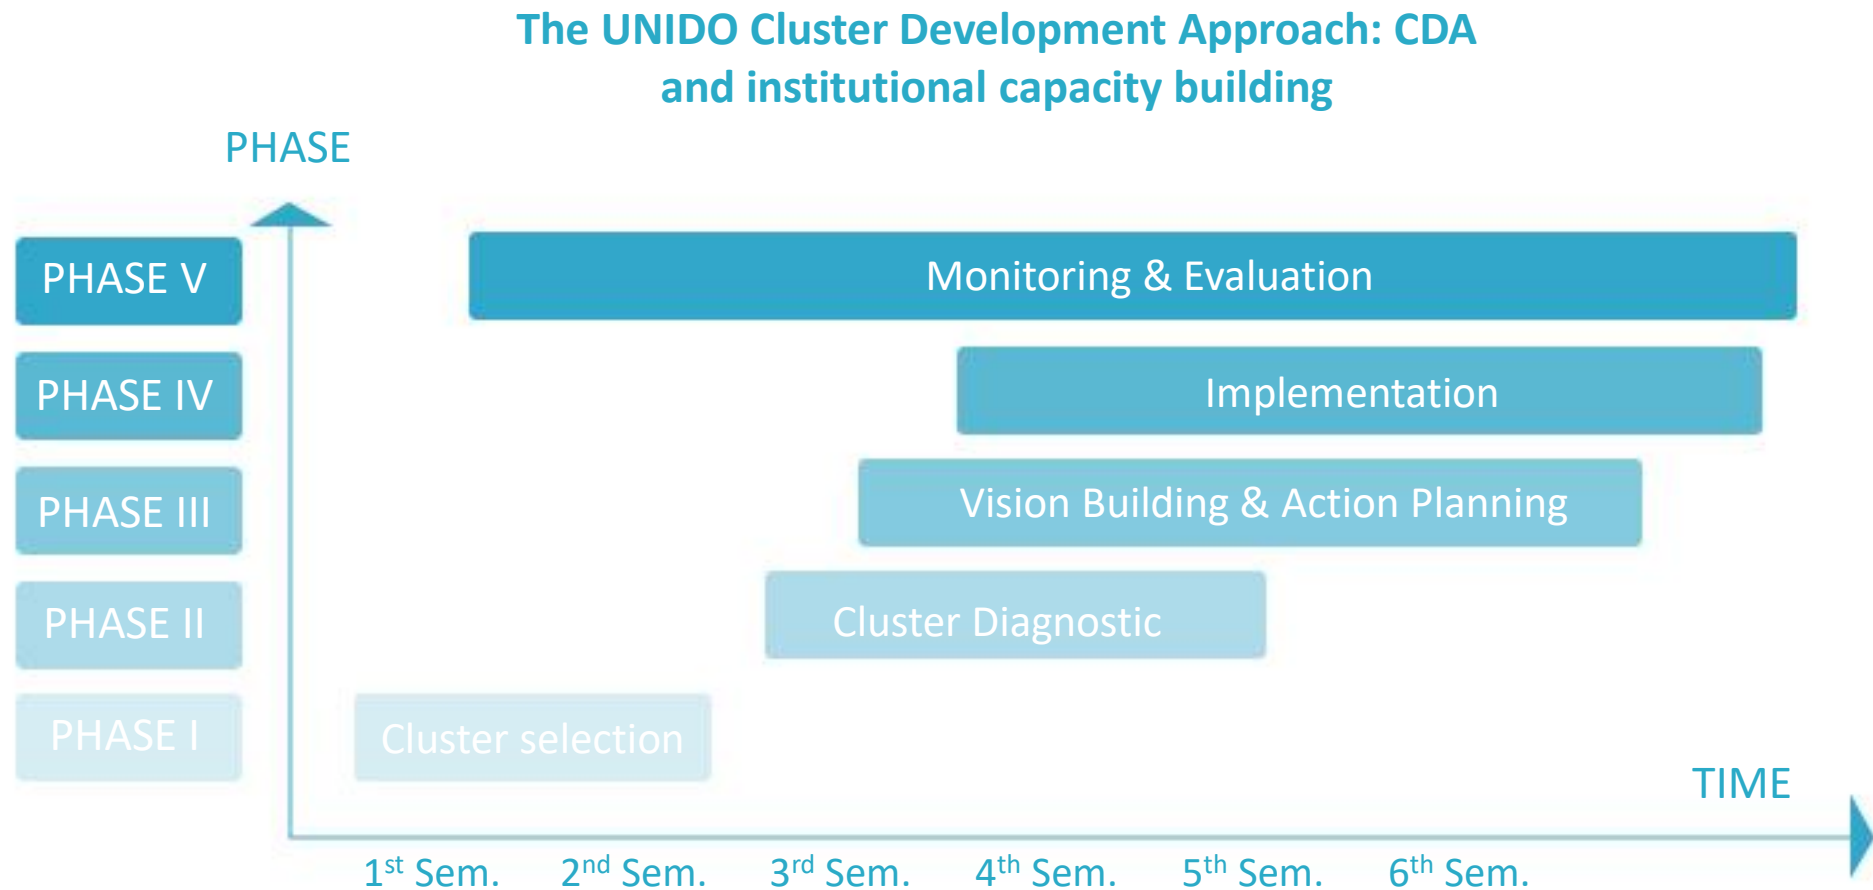 The UNIDO Cluster Development Approach: CDA
and institutional capacity building
PHASE
PHASE V
Monitoring & Evaluation
PHASE IV
Implementation
PHASE III
Vision Building & Action Planning
PHASE II
Cluster Diagnostic
PHASE I
Cluster selection
TIME
1st Sem. 2nd Sem. 3rd Sem. 4th Sem. 5th Sem. 6th Sem.